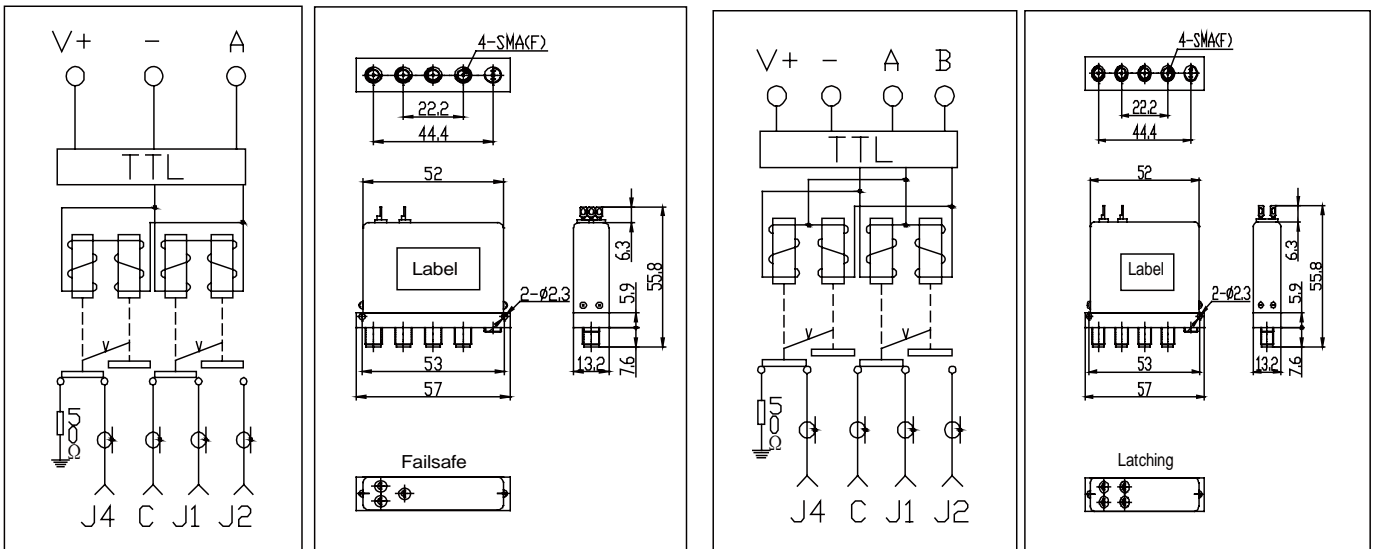 V+ - A
TTL
V V
50Ω
J4 C J1 J2
4-SMA(F)
22,2
44,4
52
Label
6,3
55,8
5,9
2-φ2,3
7,6
53
13,2
57
Failsafe
V+ - A B
TTL
V V
50Ω
J4 C J1 J2
4-SMA(F)
22,2
44,4
52
Label
6,3
55,8
5,9
2-φ2,3
7,6
53
13,2
57
Latching